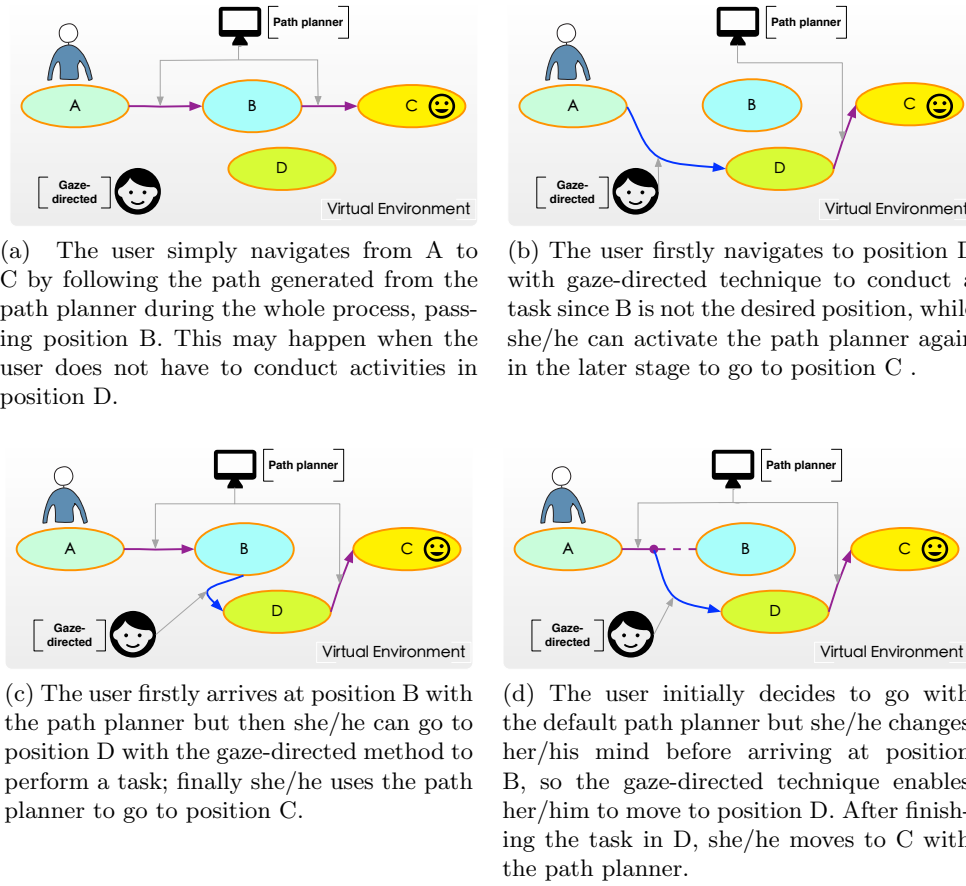 Path planner
A
B
C
D
Gaze-
directed
Virtual Environment
(a) The user simply navigates from A to
C by following the path generated from the
path planner during the whole process, pass-
ing position B. This may happen when the
user does not have to conduct activities in
position D.
Path planner
A
B
C
D
Gaze-
directed
Virtual Environment
(b) The user firstly navigates to position D
with gaze-directed technique to conduct a
task since B is not the desired position, while
she/he can activate the path planner again
in the later stage to go to position C .
Path planner
A
B
C
D
Gaze-
directed
Virtual Environment
(c) The user firstly arrives at position B with
the path planner but then she/he can go to
position D with the gaze-directed method to
perform a task; finally she/he uses the path
planner to go to position C.
Path planner
A
B
C
D
Gaze-
directed
Virtual Environment
(d) The user initially decides to go with
the default path planner but she/he changes
her/his mind before arriving at position
B, so the gaze-directed technique enables
her/him to move to position D. After finish-
ing the task in D, she/he moves to C with
the path planner.